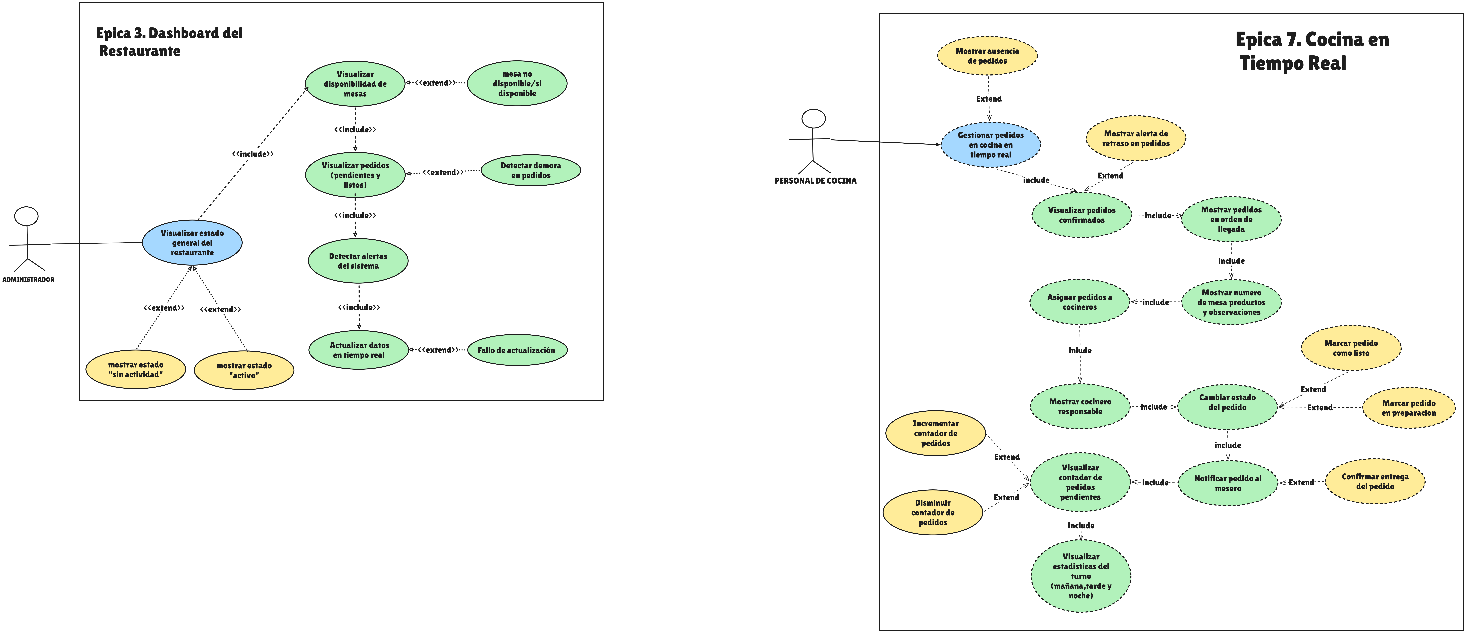 Epica 3. Dashboard del
Restaurante
Visualizar
disponibilidad de
mesas
<<extend>>
mesa no
disponible/si
disponible
<<include>>
<<include>>
Visualizar pedidos
(pendientes y
listos)
<<extend>>
Detectar demora
en pedidos
<<include>>
Visualizar estado
general del
restaurante
ADMINISTRADOR
Detectar alertas
del sistema
<<extend>>
<<extend>>
<<include>>
Actualizar datos
en tiempo real
<<extend>>
Fallo de actualización
mostrar estado
"sin actividad"
mostrar estado
"activo"
Epica 7. Cocina en
Tiempo Real
Mostrar ausencia
de pedidos
Extend
Gestionar pedidos
en cocina en
tiempo real
Mostrar alerta de
retraso en pedidos
PERSONAL DE COCINA
include
Extend
Visualizar pedidos
confirmados
Include
Mostrar pedidos
en orden de
llegada
Include
Asignar pedidos a
cocineros
include
Mostrar numero
de mesa productos
y observaciones
Inlude
Marcar pedido
como listo
Extend
Mostrar cocinero
responsable
Include
Cambiar estado
del pedido
Extend
Marcar pedido
en preparacion
Incrementar
contador de
pedidos
Extend
include
Visualizar
contador de
pedidos
pendientes
Include
Notificar pedido al
mesero
Extend
Confirmar entrega
del pedido
Disminuir
contador de
pedidos
Extend
Include
Visualizar
estadisticas del
turno
(mañana,tarde y
noche)